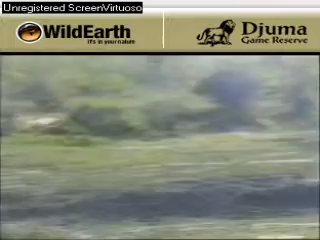 Unregistered ScreenVirtuoso
WildEarth
it's in your nature
Djuma
Game Reserve